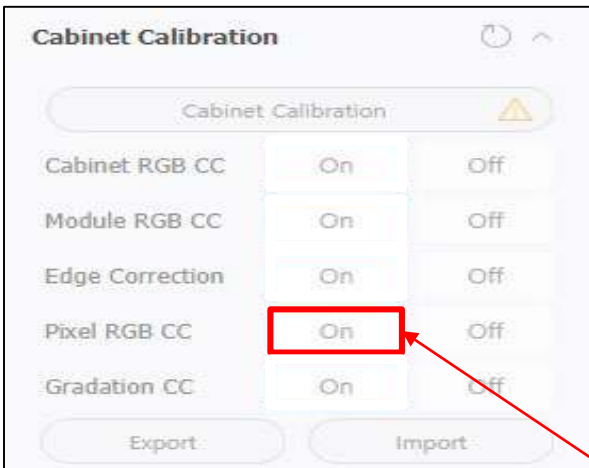 Cabinet Calibration
Cabinet Calibration
Cabinet RGB CC On Off
Module RGB CC On Off
Edge Correction On Off
Pixel RGB CC On Off
Gradation CC On Off
Export Import